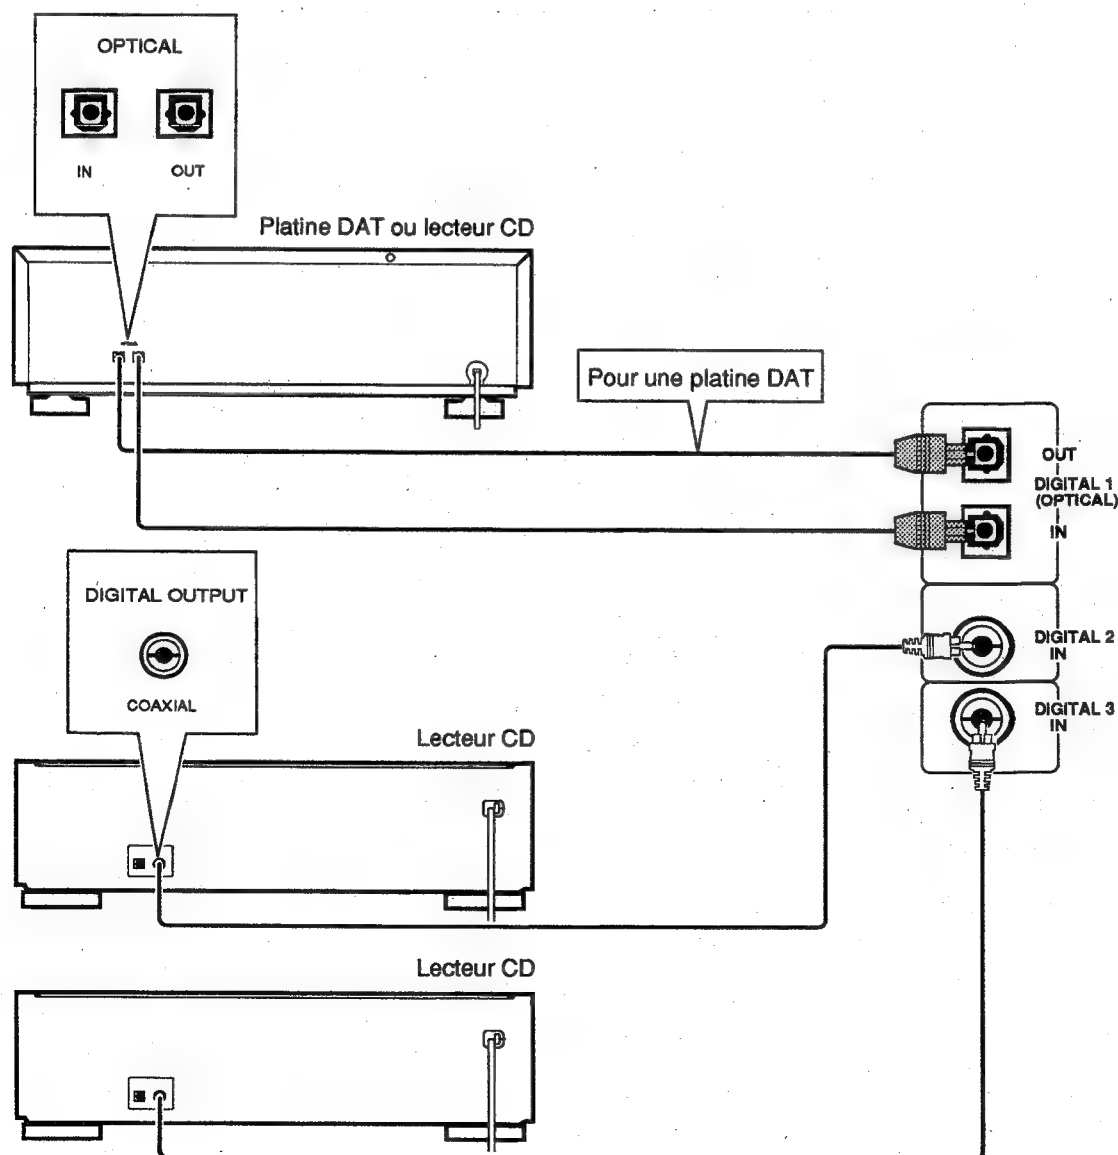 OPTICAL
IN
OUT
Platine DAT ou lecteur CD
Pour une platine DAT
OUT
DIGITAL 1
(OPTICAL)
IN
DIGITAL OUTPUT
COAXIAL
DIGITAL 2
IN
DIGITAL 3
IN
Lecteur CD
Lecteur CD